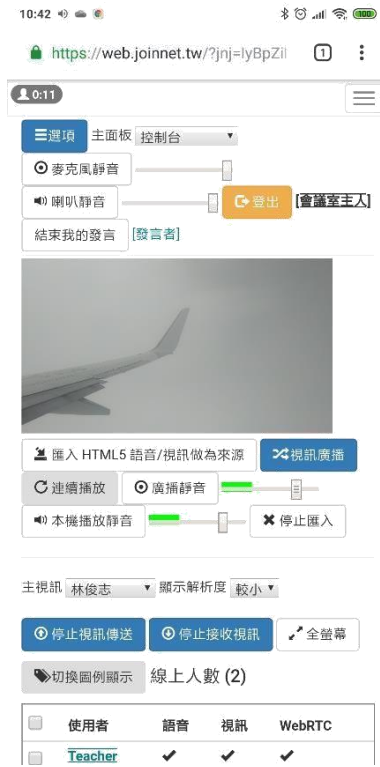 10:42
100
https://web.joinnet.tw/?jnj=lyBpZil
1
0:11
選項 主面板 控制台
麥克風靜音
喇叭靜音 登出 [會議室主人]
結束我的發言 [發言者]
匯入 HTML5 語音/視訊做為來源 視訊廣播
連續播放 廣播靜音
本機播放靜音 停止匯入
主視訊 林俊志 顯示解析度 較小
停止視訊傳送 停止接收視訊 全螢幕
切換圖例顯示 線上人數 (2)
使用者 語音 視訊 WebRTC
Teacher